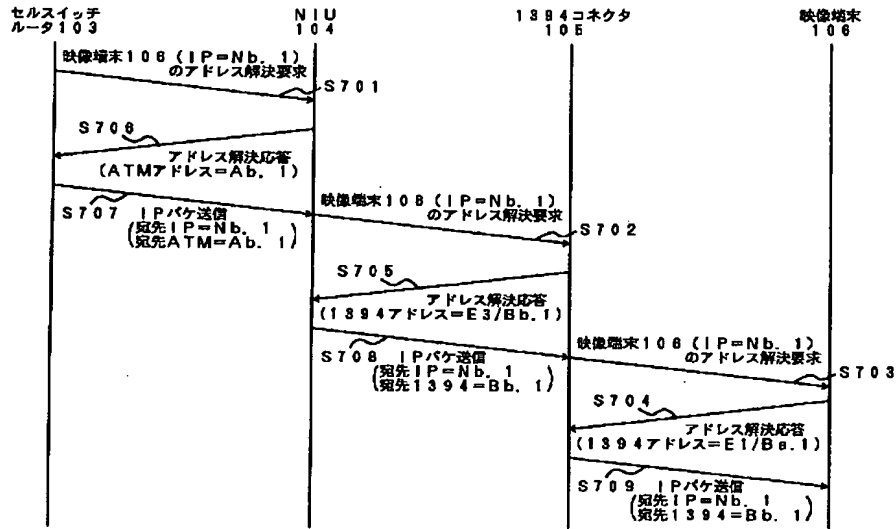 セルスイッチ
ルータ103
NIU
104
1394コネクタ
105
映像端末
106
映像端末106(IP=Nb.1)
のアドレス解決要求
S701
S706
アドレス解決応答
(ATMアドレス=Ab.1)
S707 IPパケ送信
(宛先IP=Nb.1
宛先ATM=Ab.1)
映像端末106(IP=Nb.1)
のアドレス解決要求
S702
S705
アドレス解決応答
(1394アドレス=E3/Bb.1)
S708 IPパケ送信
(宛先IP=Nb.1
宛先1394=Bb.1)
映像端末106(IP=Nb.1)
のアドレス解決要求
S703
S704
アドレス解決応答
(1394アドレス=E1/Ba.1)
S709 IPパケ送信
(宛先IP=Nb.1
宛先1394=Bb.1)